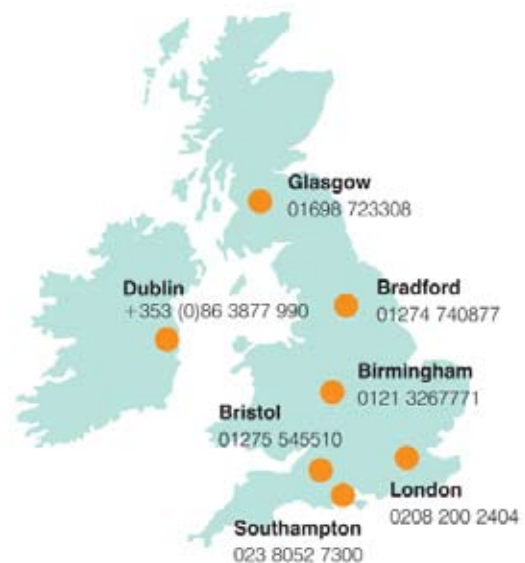 Glasgow
01698 723308
Dublin
+353 (0)86 3877 990
Bradford
01274 740877
Birmingham
0121 3267771
Bristol
01275 545510
London
0208 200 2404
Southampton
023 8052 7300